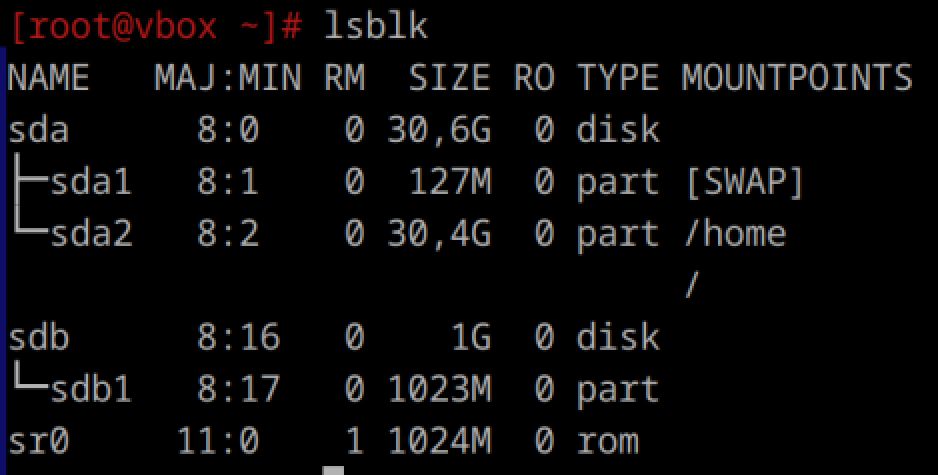 [root@vbox ~]# lsblk
NAME   MAJ:MIN RM   SIZE RO TYPE MOUNTPOINTS
sda      8:0    0  30,6G  0 disk
├─sda1   8:1    0   127M  0 part [SWAP]
└─sda2   8:2    0  30,4G  0 part /home
                                 /
sdb      8:16   0     1G  0 disk
└─sdb1   8:17   0  1023M  0 part
sr0     11:0    1  1024M  0 rom